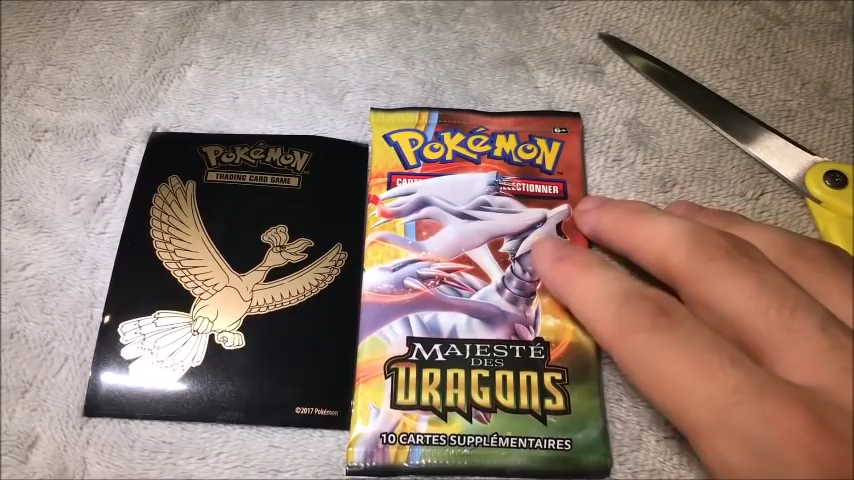 POKéMON
TRADING CARD GAME
©2017 Pokémon
6+
POKéMON
MAJESTÉ
DES
DRAGONS
10 CARTES SUPPLÉMENTAIRES